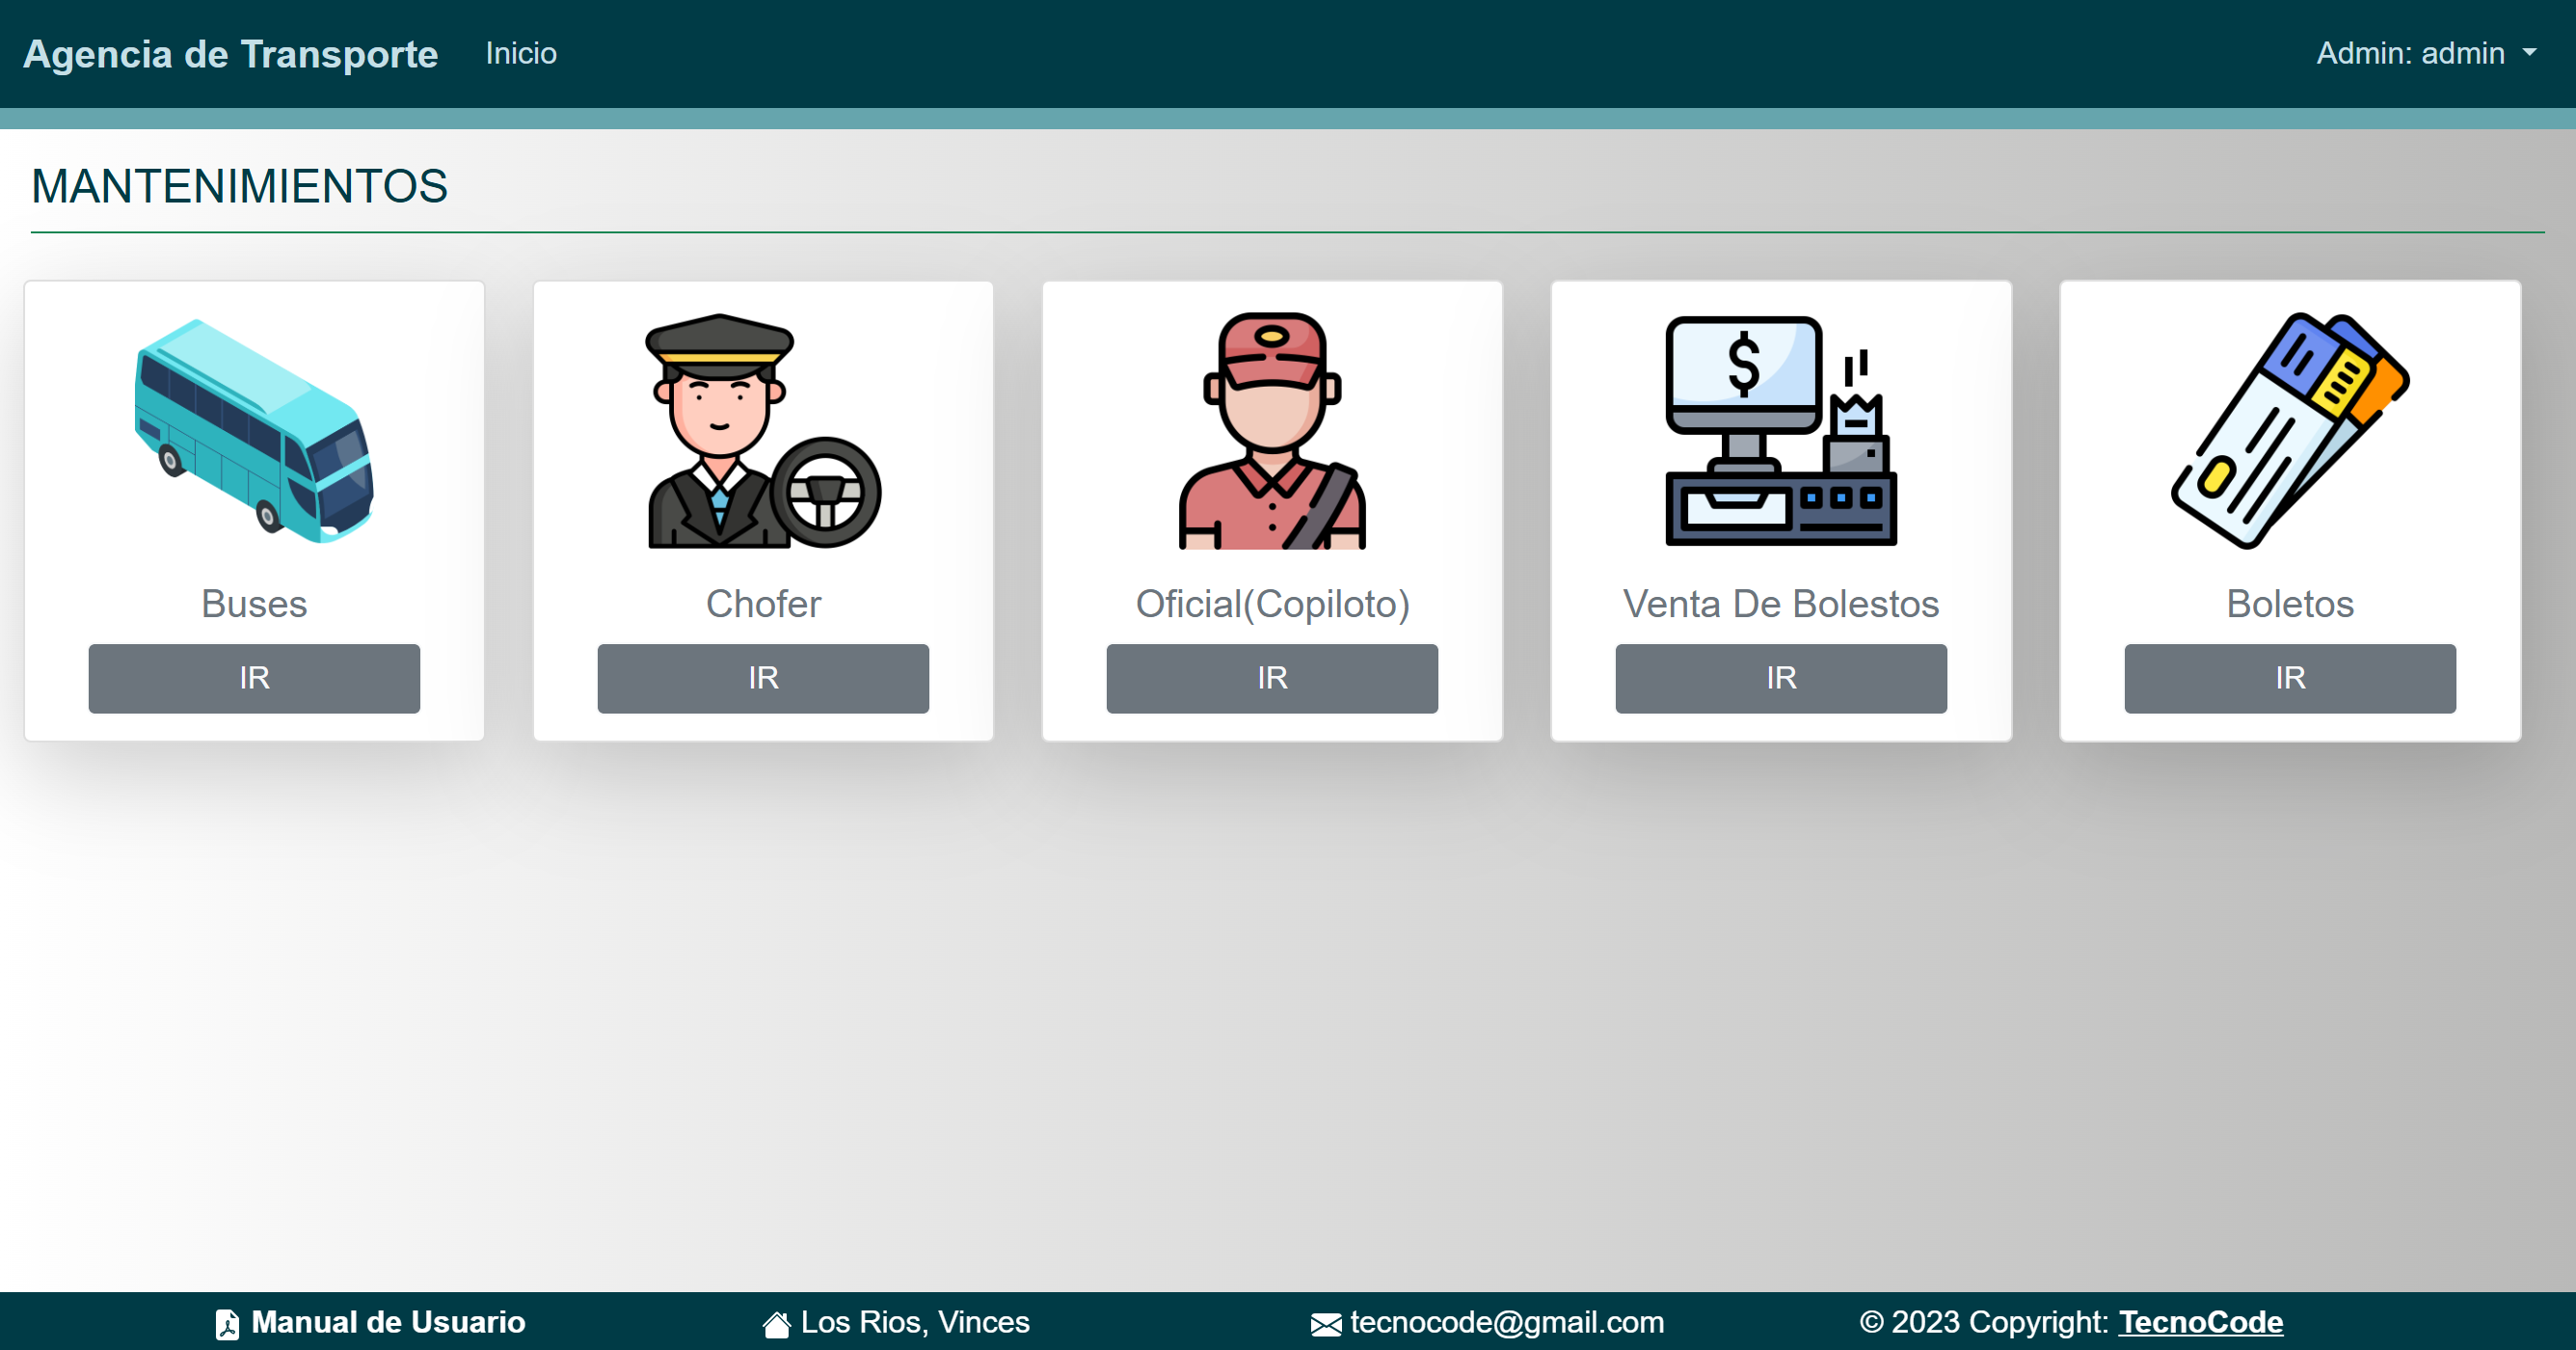 Agencia de Transporte Inicio Admin: admin
MANTENIMIENTOS
$
Buses
IR
Chofer
IR
Oficial(Copiloto)
IR
Venta De Bolestos
IR
Boletos
IR
Manual de Usuario
Los Rios, Vinces
tecnocode@gmail.com
© 2023 Copyright: TecnoCode